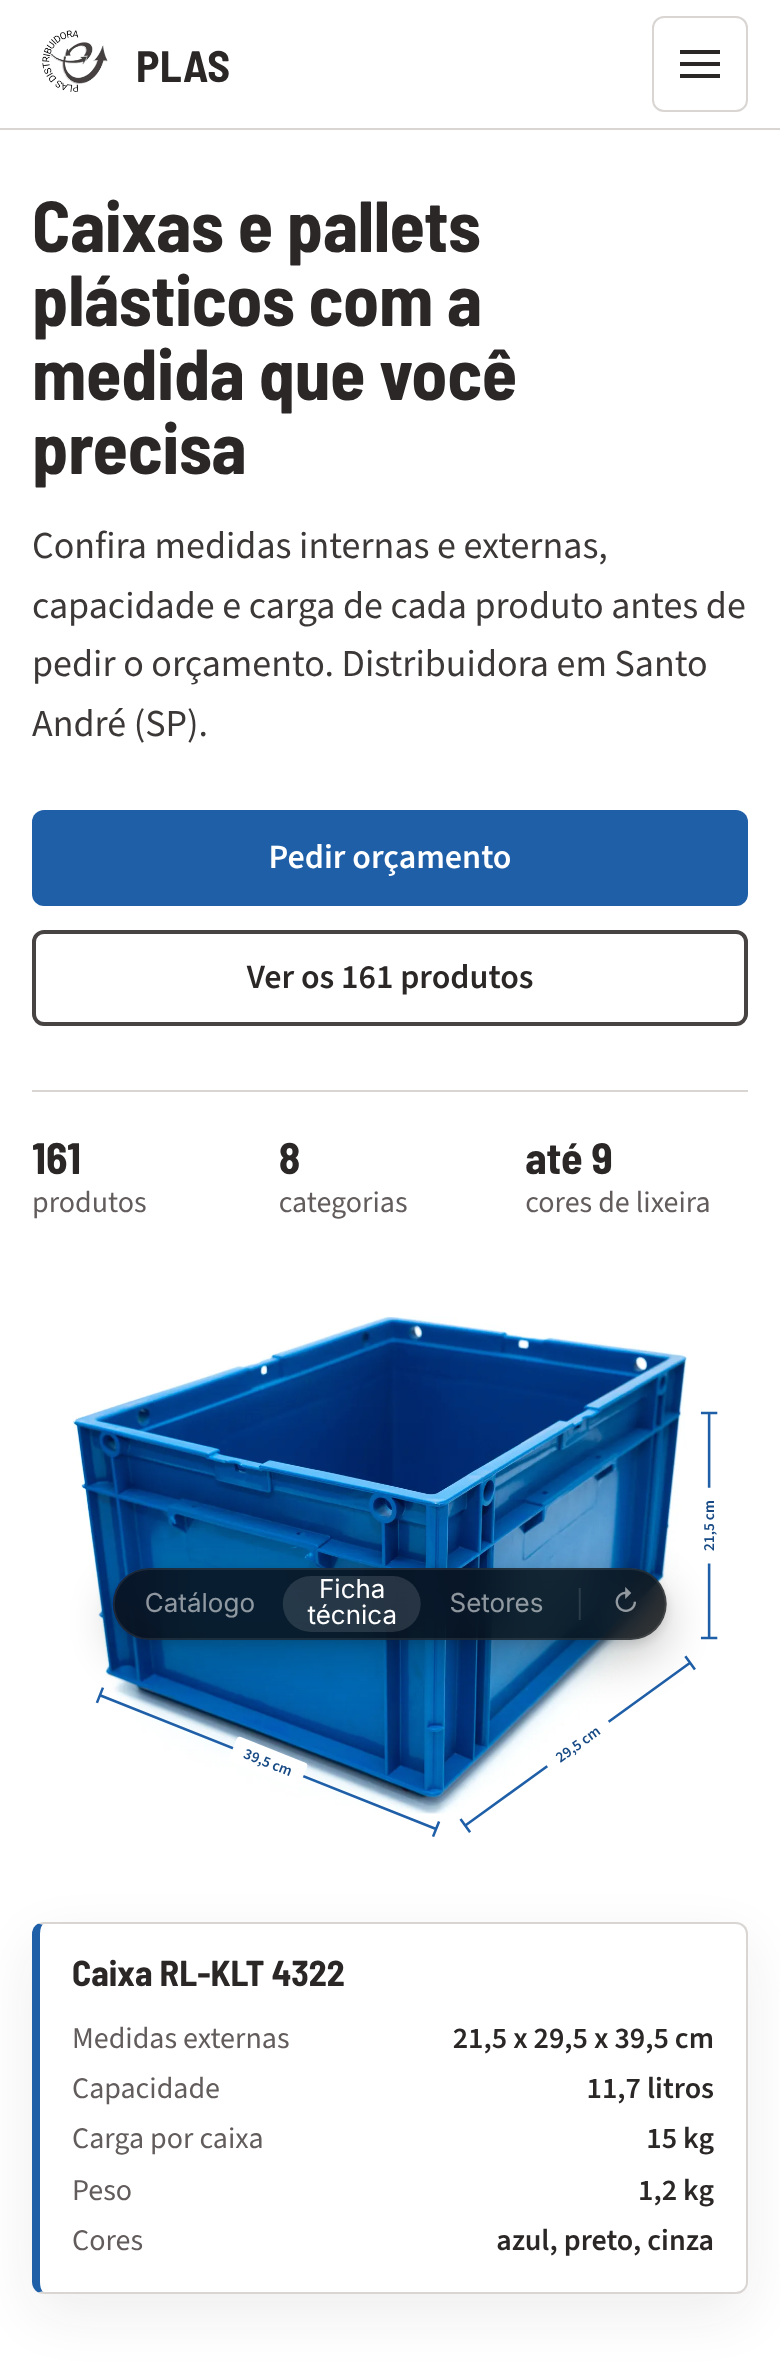 PLAS DISTRIBUIDORA
PLAS
Caixas e pallets
plásticos com a
medida que você
precisa
Confira medidas internas e externas,
capacidade e carga de cada produto antes de
pedir o orçamento. Distribuidora em Santo
André (SP).
Pedir orçamento
Ver os 161 produtos
161
produtos
8
categorias
até 9
cores de lixeira
21,5 cm
Catálogo
Ficha
técnica
Setores
39,5 cm
29,5 cm
Caixa RL-KLT 4322
Medidas externas 21,5 x 29,5 x 39,5 cm
Capacidade 11,7 litros
Carga por caixa 15 kg
Peso 1,2 kg
Cores azul, preto, cinza